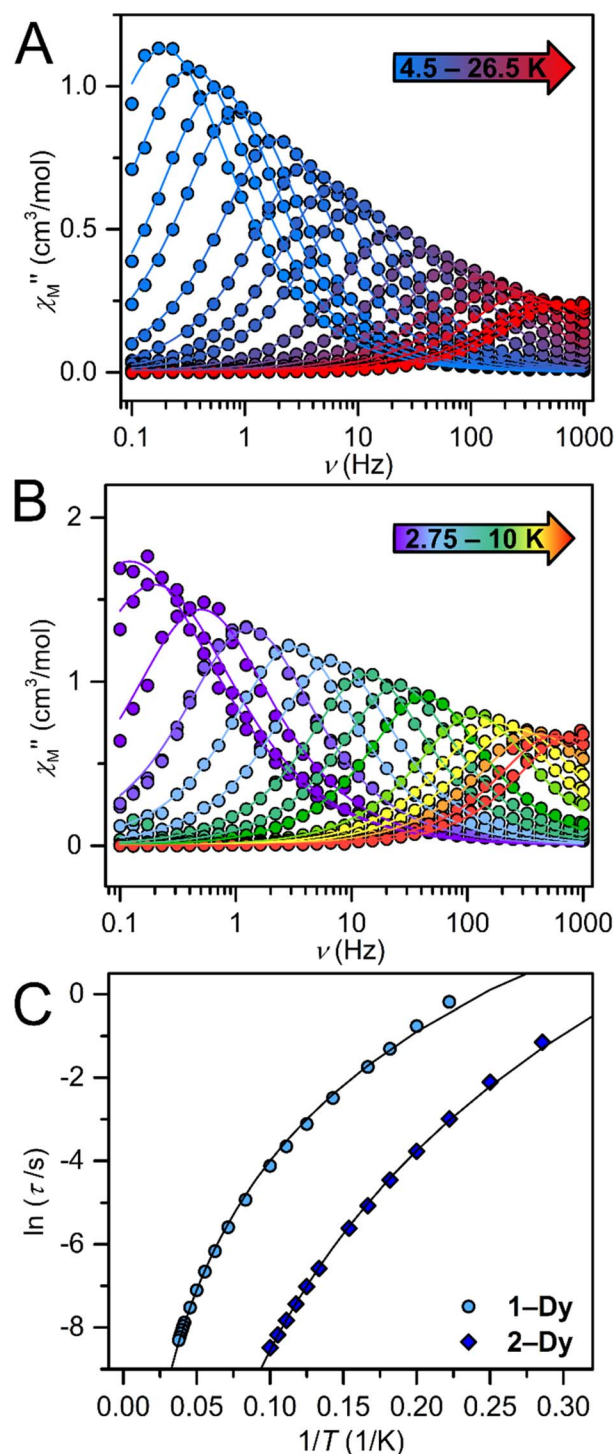 A
4.5 – 26.5 K
1.0
0.5
0.0
χM'' (cm³/mol)
0.1 1 10 100 1000
ν (Hz)
B
2.75 – 10 K
2
1
0
χM'' (cm³/mol)
0.1 1 10 100 1000
ν (Hz)
C
0
-2
-4
-6
-8
ln (τ/s)
1–Dy
2–Dy
0.00 0.05 0.10 0.15 0.20 0.25 0.30
1/T (1/K)